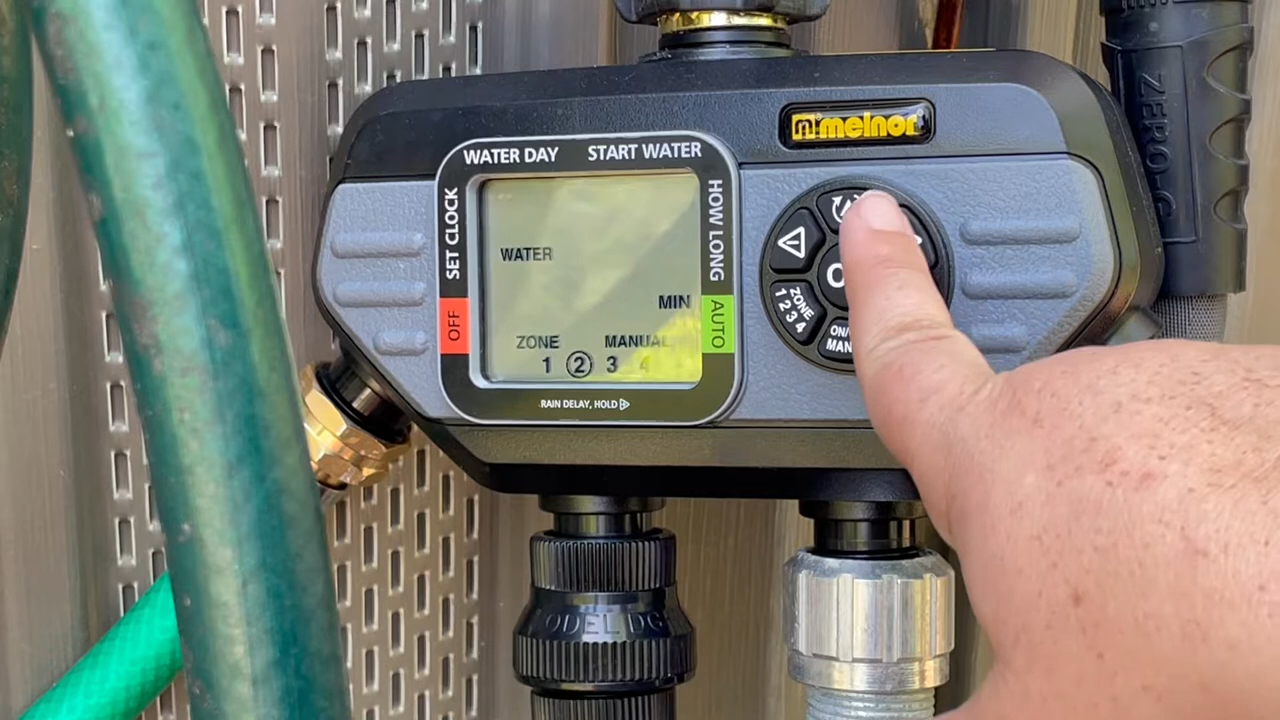 melnor
WATER DAY START WATER
SET CLOCK
HOW LONG
OFF
AUTO
WATER
MIN
ZONE MANUAL
1 2 3 4
RAIN DELAY, HOLD
ZONE
1 2 3 4
ZERO-G